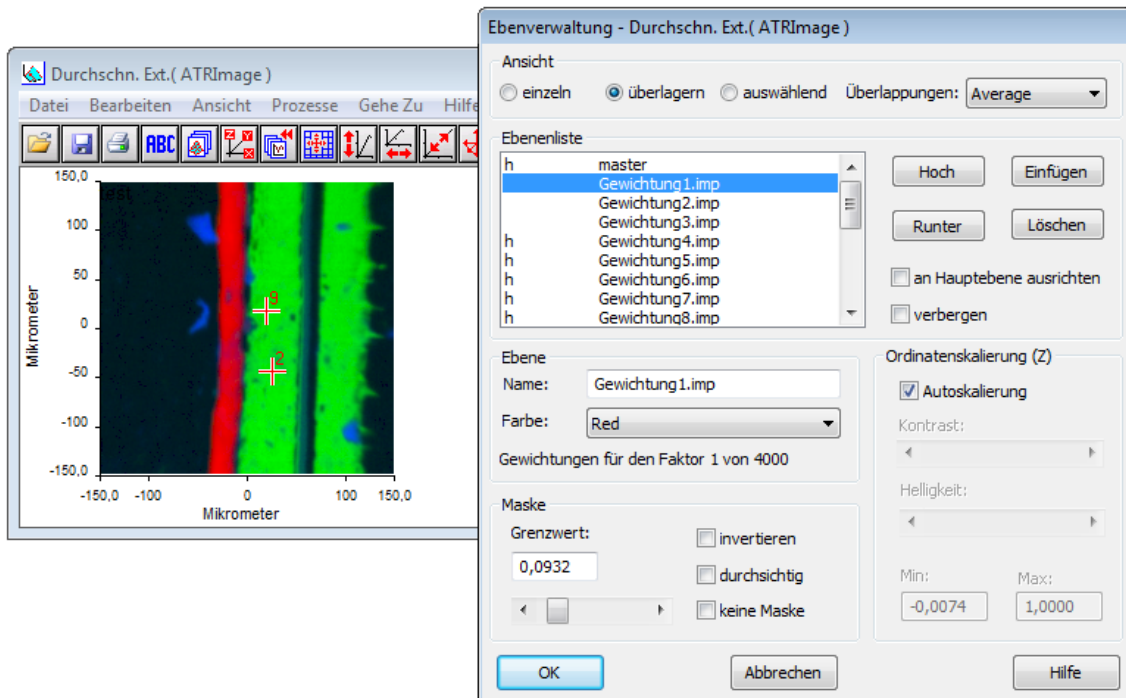 Durchschn. Ext.( ATRImage )
Datei Bearbeiten Ansicht Prozesse Gehe Zu Hilfe
ABC
Z Y X
150,0
100
50
0
-50
-100
-150,0
Mikrometer
test
9
2
-150,0 -100 0 100 150,0
Mikrometer
Ebenverwaltung - Durchschn. Ext.( ATRImage )
Ansicht
einzeln überlagern auswählend Überlappungen: Average
Ebenenliste
h master
Gewichtung1.imp
Gewichtung2.imp
Gewichtung3.imp
h Gewichtung4.imp
h Gewichtung5.imp
h Gewichtung6.imp
h Gewichtung7.imp
h Gewichtung8.imp
Hoch Einfügen
Runter Löschen
an Hauptebene ausrichten
verbergen
Ebene
Name: Gewichtung1.imp
Farbe: Red
Gewichtungen für den Faktor 1 von 4000
Ordinatenskalierung (Z)
Autoskalierung
Kontrast:
Helligkeit:
Min: Max:
-0,0074 1,0000
Maske
Grenzwert:
0,0932
invertieren
durchsichtig
keine Maske
OK Abbrechen Hilfe